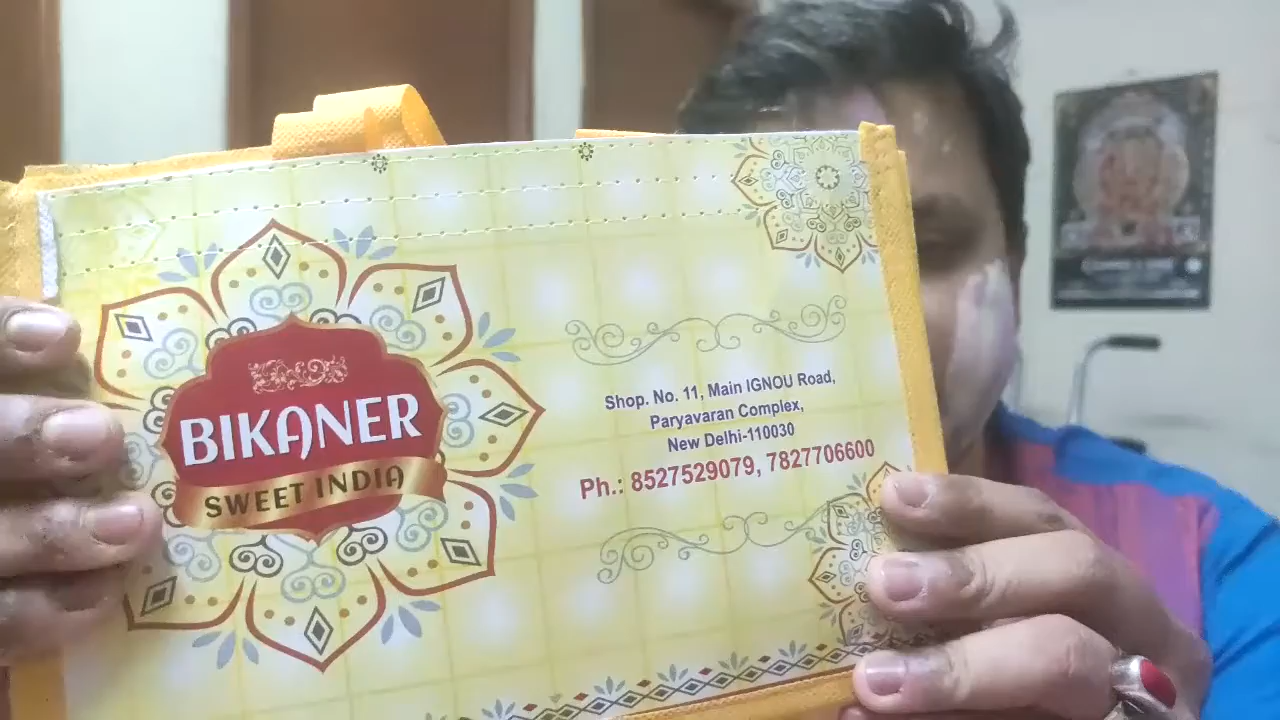 BIKANER
SWEET INDIA
Shop. No. 11, Main IGNOU Road,
Paryavaran Complex,
New Delhi-110030
Ph.: 8527529079, 7827706600